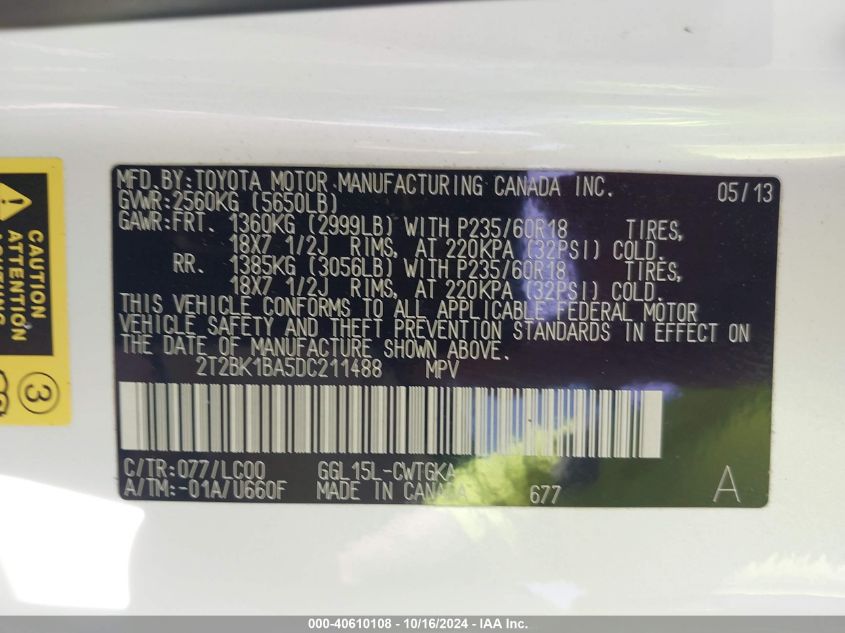 MFD.BY:TOYOTA MOTOR MANUFACTURING CANADA INC. 05/13
GVWR:2560KG (5650LB)
GAWR:FRT. 1360KG (2999LB) WITH P235/60R18 TIRES,
18X7 1/2J RIMS, AT 220KPA (32PSI) COLD.
RR. 1385KG (3056LB) WITH P235/60R18 TIRES,
18X7 1/2J RIMS, AT 220KPA (32PSI) COLD.
THIS VEHICLE CONFORMS TO ALL APPLICABLE FEDERAL MOTOR
VEHICLE SAFETY AND THEFT PREVENTION STANDARDS IN EFFECT ON
THE DATE OF MANUFACTURE SHOWN ABOVE.
2T2BK1BA5DC211488 MPV
C/TR:077/LC00 GGL15L-CWTGKA
A/TM:-01A/U660F MADE IN CANADA 677 A
CAUTION
ATTENTION
3
000-40610108 - 10/16/2024 - IAA Inc.